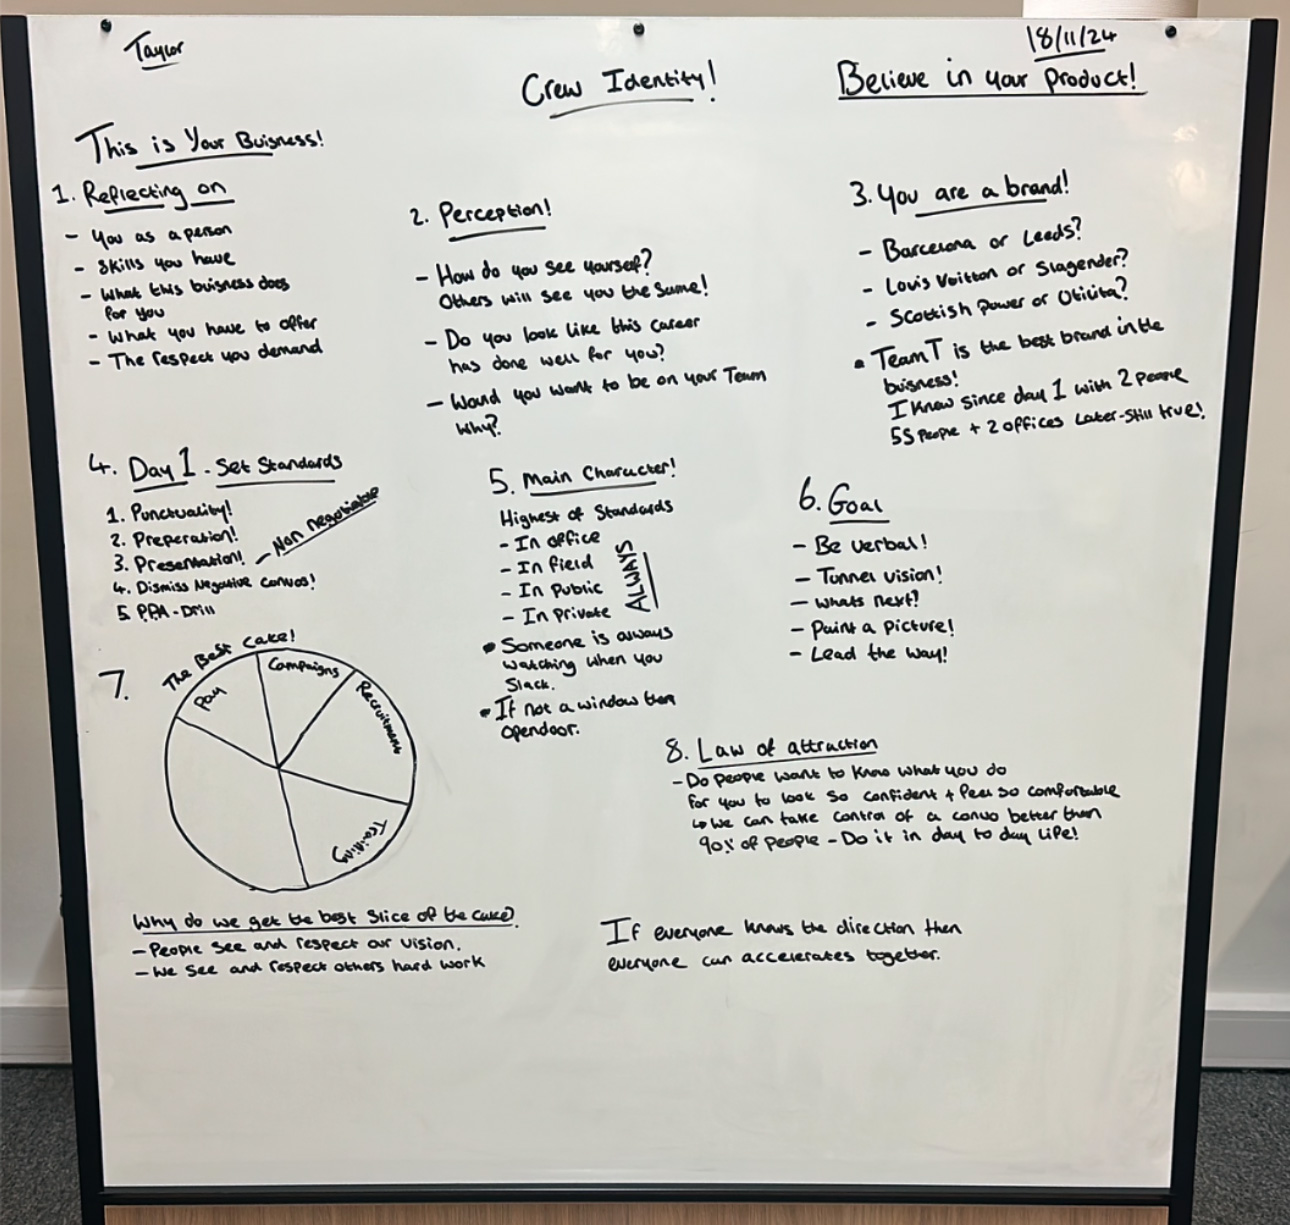 Taylor
18/11/24
Crew Identity!
Believe in your product!
This is Your Buisness!
1. Reflecting on
- You as a person
- Skills you have
- What this buisness does
for you
- What you have to offer
- The respect you demand
2. Perception!
- How do you see yourself?
Others will see you the same!
- Do you look like this career
has done well for you?
- Would you want to be on your Team
Why?
3. You are a brand!
- Barcelona or Leeds?
- Louis Voitton or Slagender?
- Scottish Power or Utilita?
• TeamT is the best brand in the
buisness!
I Knew since day 1 with 2 people
55 People + 2 offices Later-Still true!
4. Day 1 - Set Standards
1. Punctuality!
2. Preperation!
3. Presentation! - Non negotiable
4. Dismiss Negative convos!
5. PPA - Drill
5. Main Character!
Highest of Standards
- In office
- In field
- In Public
- In Private
ALWAYS
• Someone is always
watching when you
Slack.
• If not a window then
opendoor.
6. Goal
- Be verbal!
- Tunnel vision!
- Whats next?
- Paint a Picture!
- Lead the way!
7.
The Best Cake!
Pay
Campaigns
Recruitment
Training
8. Law of attraction
- Do people want to know what you do
for you to look so confident + feel so comfortable
↳ We can take control of a convo better than
90% of people - Do it in day to day life!
Why do we get the best slice of the cake?
- People see and respect our vision.
- We see and respect others hard work
If everyone knows the direction then
everyone can accelerates together.